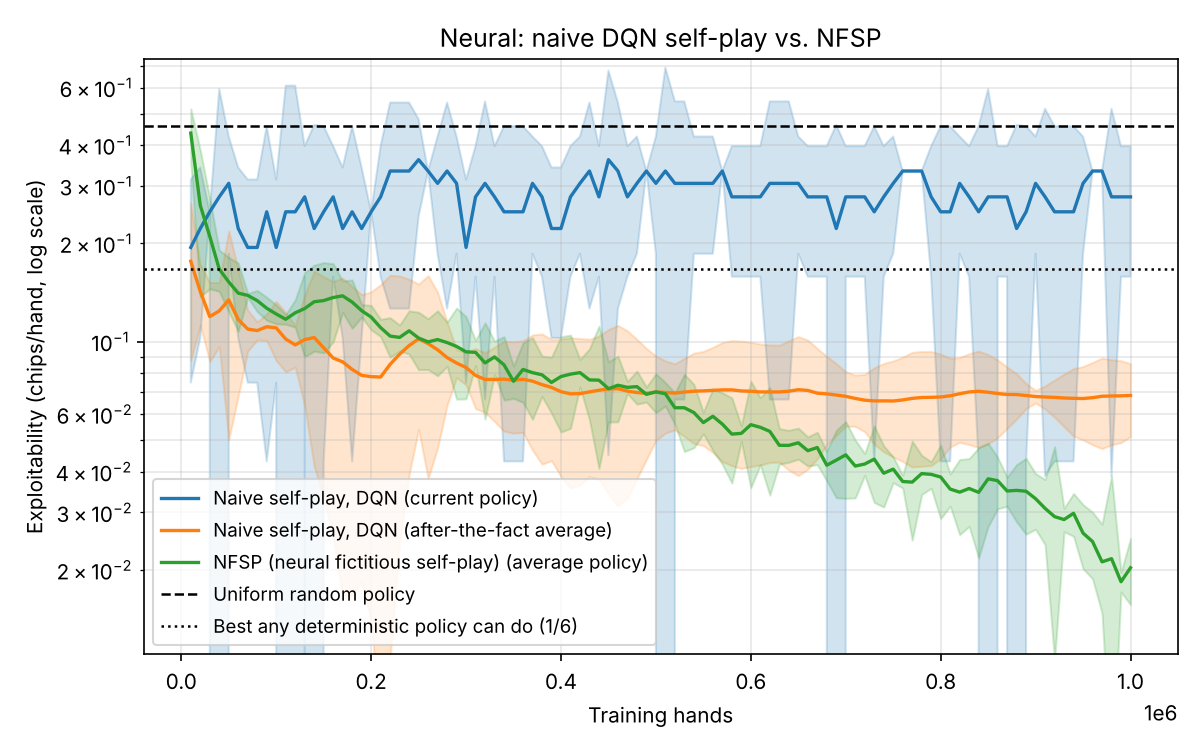 Neural: naive DQN self-play vs. NFSP
Exploitability (chips/hand, log scale)
6 × 10⁻¹
4 × 10⁻¹
3 × 10⁻¹
2 × 10⁻¹
10⁻¹
6 × 10⁻²
4 × 10⁻²
3 × 10⁻²
2 × 10⁻²
Naive self-play, DQN (current policy)
Naive self-play, DQN (after-the-fact average)
NFSP (neural fictitious self-play) (average policy)
Uniform random policy
Best any deterministic policy can do (1/6)
0.0 0.2 0.4 0.6 0.8 1.0
1e6
Training hands